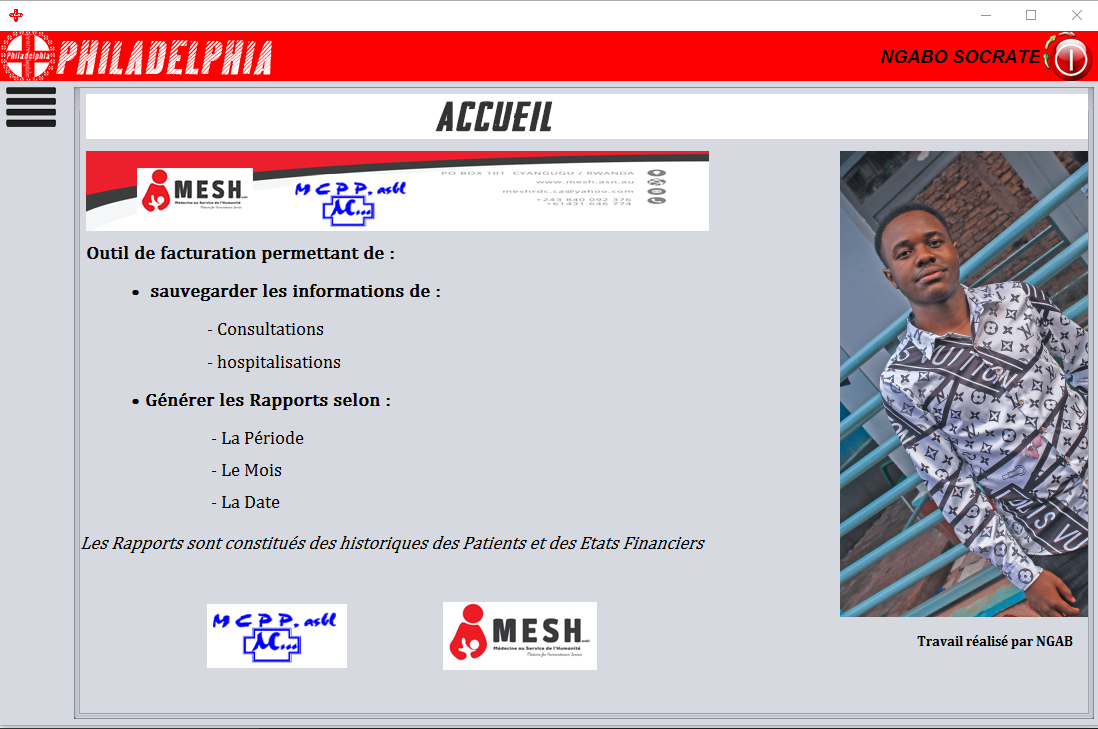 Philadelphia
PHILADELPHIA
NGABO SOCRATE
ACCUEIL
MESH
Médecine au Service de l'Humanité
MCPP.asbl
MC...
PO BOX 101 CYANGUGU / RWANDA
www.mesh.asn.au
meshrdc.ca@yahoo.com
+243 840 092 376
+61431 646 774
Outil de facturation permettant de :
• sauvegarder les informations de :
- Consultations
- hospitalisations
• Générer les Rapports selon :
- La Période
- Le Mois
- La Date
Les Rapports sont constitués des historiques des Patients et des Etats Financiers
MCPP.asbl
MC...
MESH
Médecine au Service de l'Humanité
VUITTON
Travail réalisé par NGAB